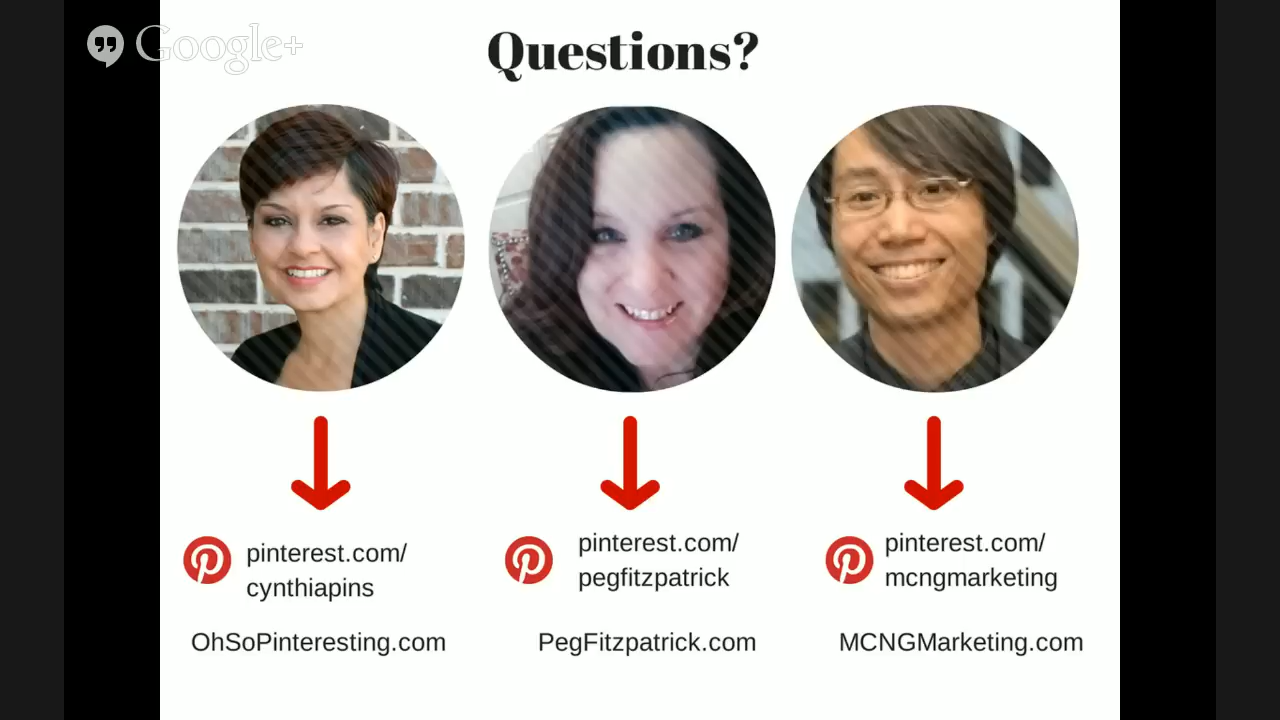 Google+
Questions?
pinterest.com/
cynthiapins
pinterest.com/
pegfitzpatrick
pinterest.com/
mcngmarketing
OhSoPinteresting.com
PegFitzpatrick.com
MCNGMarketing.com